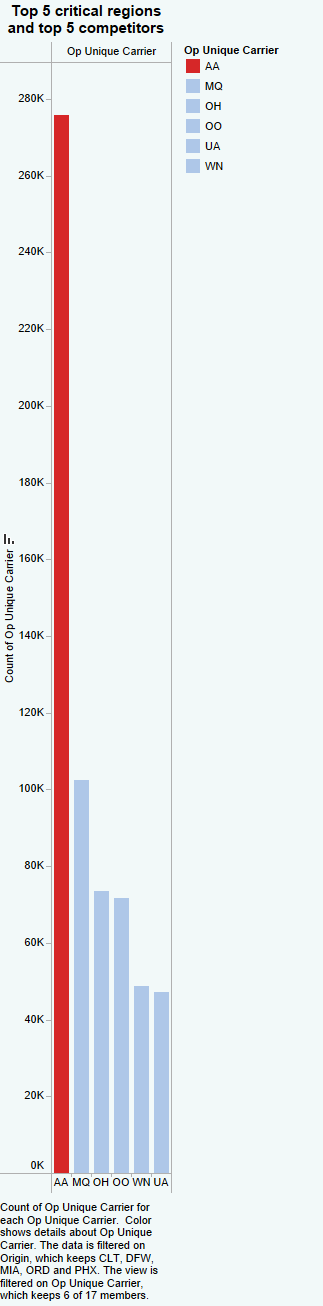 Top 5 critical regions
and top 5 competitors
Op Unique Carrier
Op Unique Carrier
AA
MQ
OH
OO
UA
WN
280K
260K
240K
220K
200K
180K
160K
140K
120K
100K
80K
60K
40K
20K
0K
Count of Op Unique Carrier
AA MQ OH OO WN UA
Count of Op Unique Carrier for
each Op Unique Carrier.  Color
shows details about Op Unique
Carrier. The data is filtered on
Origin, which keeps CLT, DFW,
MIA, ORD and PHX. The view is
filtered on Op Unique Carrier,
which keeps 6 of 17 members.